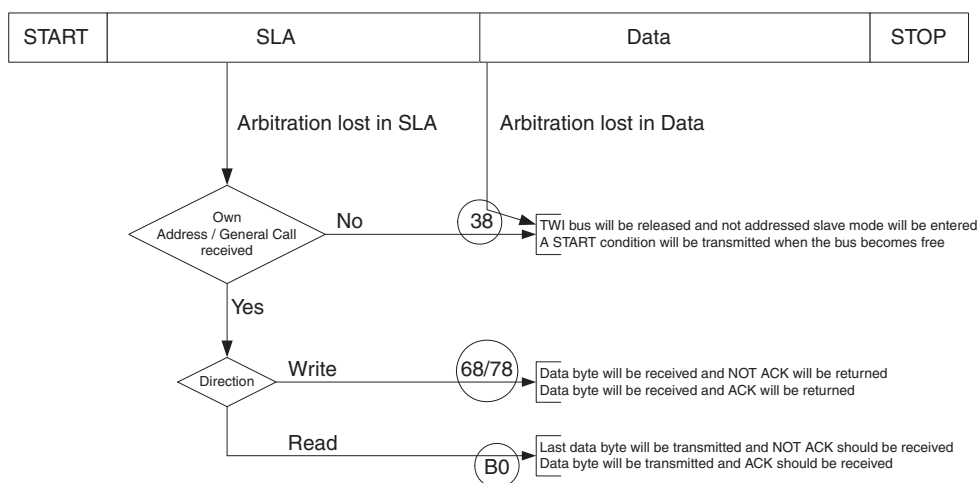 START SLA Data STOP
Arbitration lost in SLA Arbitration lost in Data
Own
Address / General Call
received
No
38
TWI bus will be released and not addressed slave mode will be entered
A START condition will be transmitted when the bus becomes free
Yes
Direction
Write
68/78
Data byte will be received and NOT ACK will be returned
Data byte will be received and ACK will be returned
Read
B0
Last data byte will be transmitted and NOT ACK should be received
Data byte will be transmitted and ACK should be received